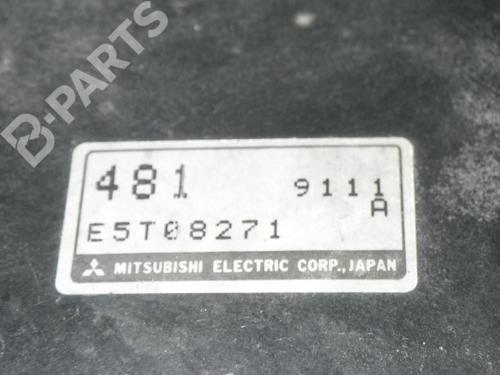 B-PARTS
481 9111
A
E5T08271
MITSUBISHI ELECTRIC CORP., JAPAN